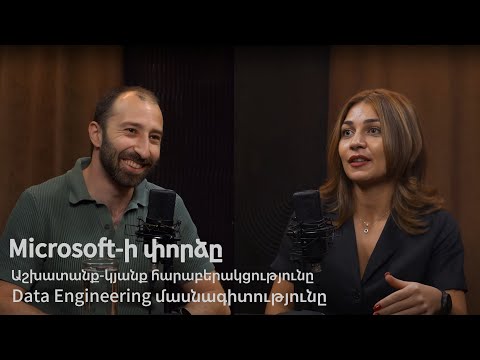 Microsoft-ի փորձը
Աշխատանք-կյանք հարաբերակցությունը
Data Engineering մասնագիտությունը